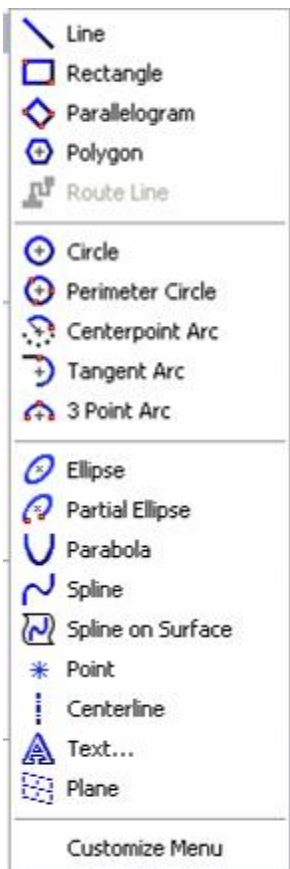 Line
Rectangle
Parallelogram
Polygon
Route Line
Circle
Perimeter Circle
Centerpoint Arc
Tangent Arc
3 Point Arc
Ellipse
Partial Ellipse
Parabola
Spline
Spline on Surface
Point
Centerline
Text...
Plane
Customize Menu